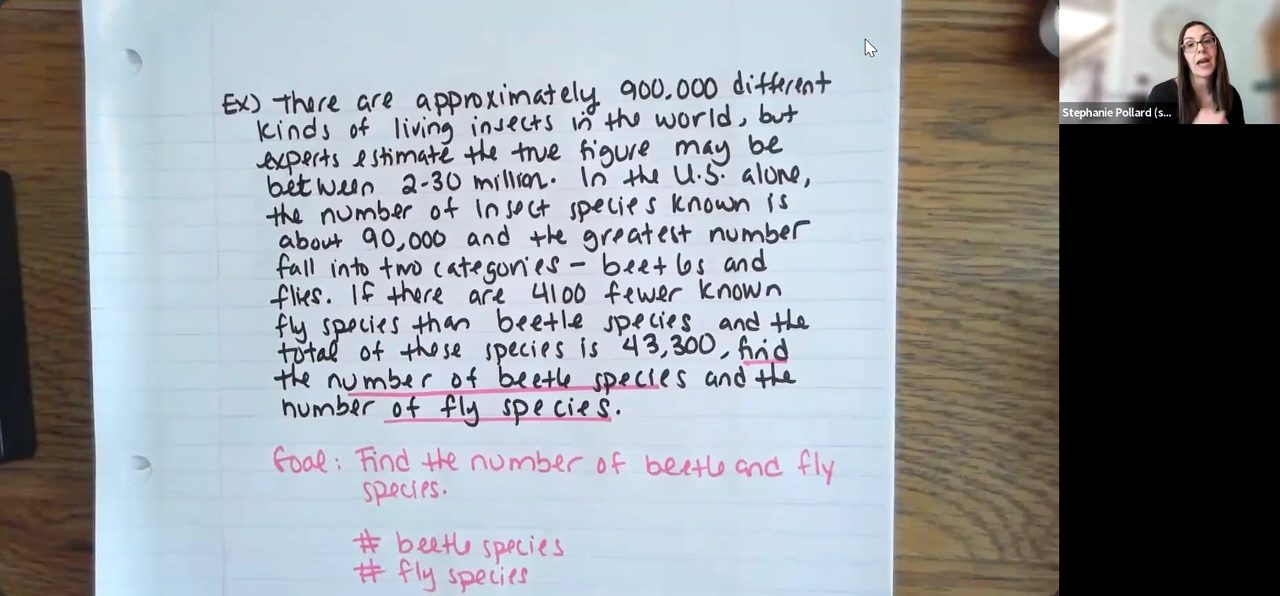 Ex) There are approximately 900,000 different
kinds of living insects in the world, but
experts estimate the true figure may be
between 2-30 million. In the U.S. alone,
the number of insect species known is
about 90,000 and the greatest number
fall into two categories - beetles and
flies. If there are 4100 fewer known
fly species than beetle species and the
total of these species is 43,300, find
the number of beetle species and the
number of fly species.
Goal: Find the number of beetle and fly
species.
# beetle species
# fly species
Stephanie Pollard (s...